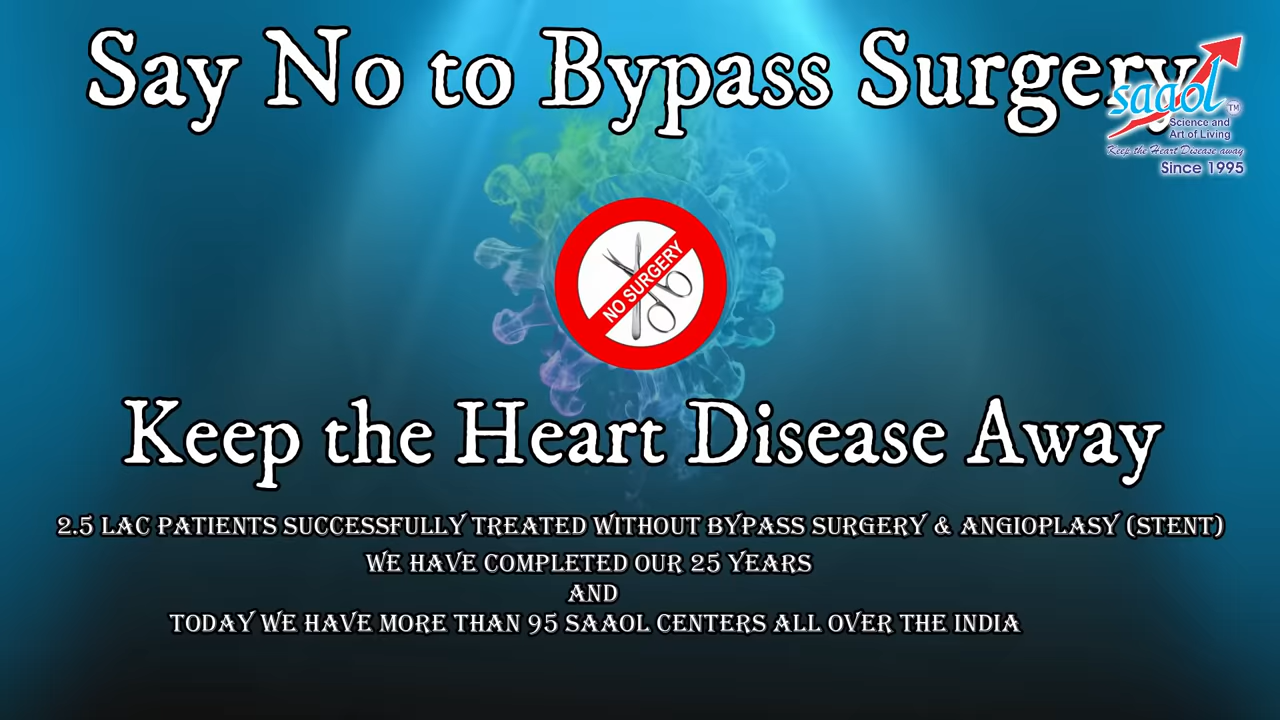 Say No to Bypass Surgery
saaol TM
Science and
Art of Living
Keep the Heart Disease away
Since 1995
NO SURGERY
Keep the Heart Disease Away
2.5 LAC PATIENTS SUCCESSFULLY TREATED WITHOUT BYPASS SURGERY & ANGIOPLASY (STENT)
WE HAVE COMPLETED OUR 25 YEARS
AND
TODAY WE HAVE MORE THAN 95 SAAOL CENTERS ALL OVER THE INDIA